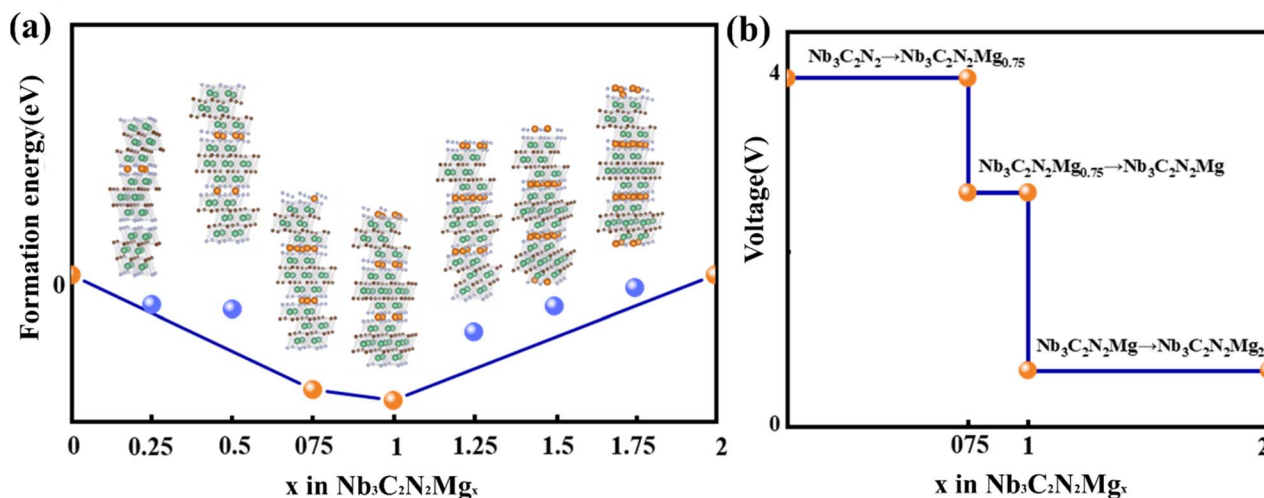 (a)
Formation energy(eV)
0
0 0.25 0.5 075 1 1.25 1.5 1.75 2
x in Nb₃C₂N₂Mgₓ
(b)
Voltage(V)
4
0
Nb₃C₂N₂→Nb₃C₂N₂Mg₀.₇₅
Nb₃C₂N₂Mg₀.₇₅→Nb₃C₂N₂Mg
Nb₃C₂N₂Mg→Nb₃C₂N₂Mg₂
075 1 2
x in Nb₃C₂N₂Mgₓ